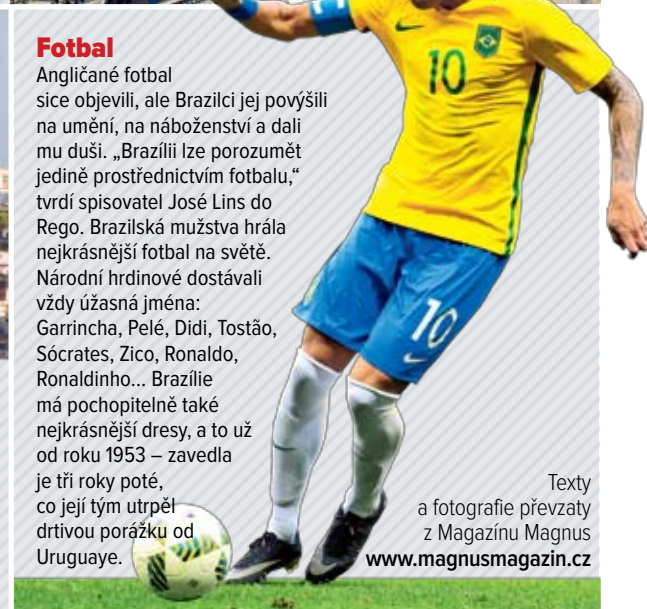 Fotbal
Angličané fotbal
sice objevili, ale Brazilci jej povýšili
na umění, na náboženství a dali
mu duši. „Brazílii lze porozumět
jedině prostřednictvím fotbalu,“
tvrdí spisovatel José Lins do
Rego. Brazilská mužstva hrála
nejkrásnější fotbal na světě.
Národní hrdinové dostávali
vždy úžasná jména:
Garrincha, Pelé, Didi, Tostão,
Sócrates, Zico, Ronaldo,
Ronaldinho... Brazílie
má pochopitelně také
nejkrásnější dresy, a to už
od roku 1953 – zavedla
je tři roky poté,
co její tým utrpěl
drtivou porážku od
Uruguaye.
10
10
Texty
a fotografie převzaty
z Magazínu Magnus
www.magnusmagazin.cz